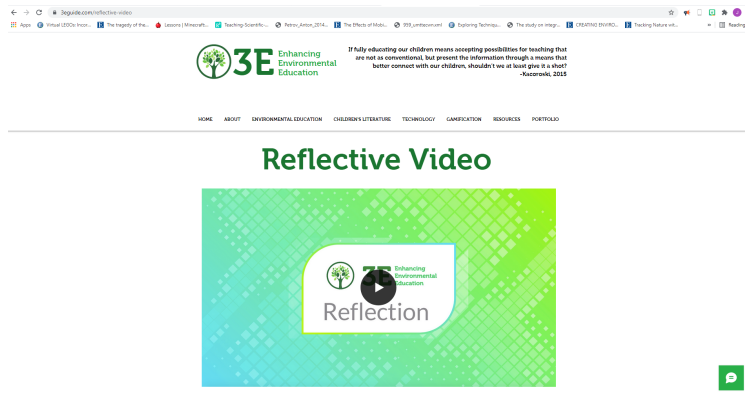 3eguide.com/reflective-video
Apps Virtual LEGOs: Incor... The tragedy of the... Lessons | Minecraft... Teaching-Scientific-... Petrov_Anton_2014... The Effects of Mobi... Exploring Techniqu... The study on integr... CREATING ENVIRO... Tracking Nature wit... » Reading
3E Enhancing
Environmental
Education
If fully educating our children means accepting possibilities for teaching that
are not as conventional, but present the information through a means that
better connect with our children, shouldn't we at least give it a shot?
-Kacoroski, 2015
HOME ABOUT ENVIRONMENTAL EDUCATION CHILDREN'S LITERATURE TECHNOLOGY GAMIFICATION RESOURCES PORTFOLIO
Reflective Video
3E Enhancing
Environmental
Education
Reflection